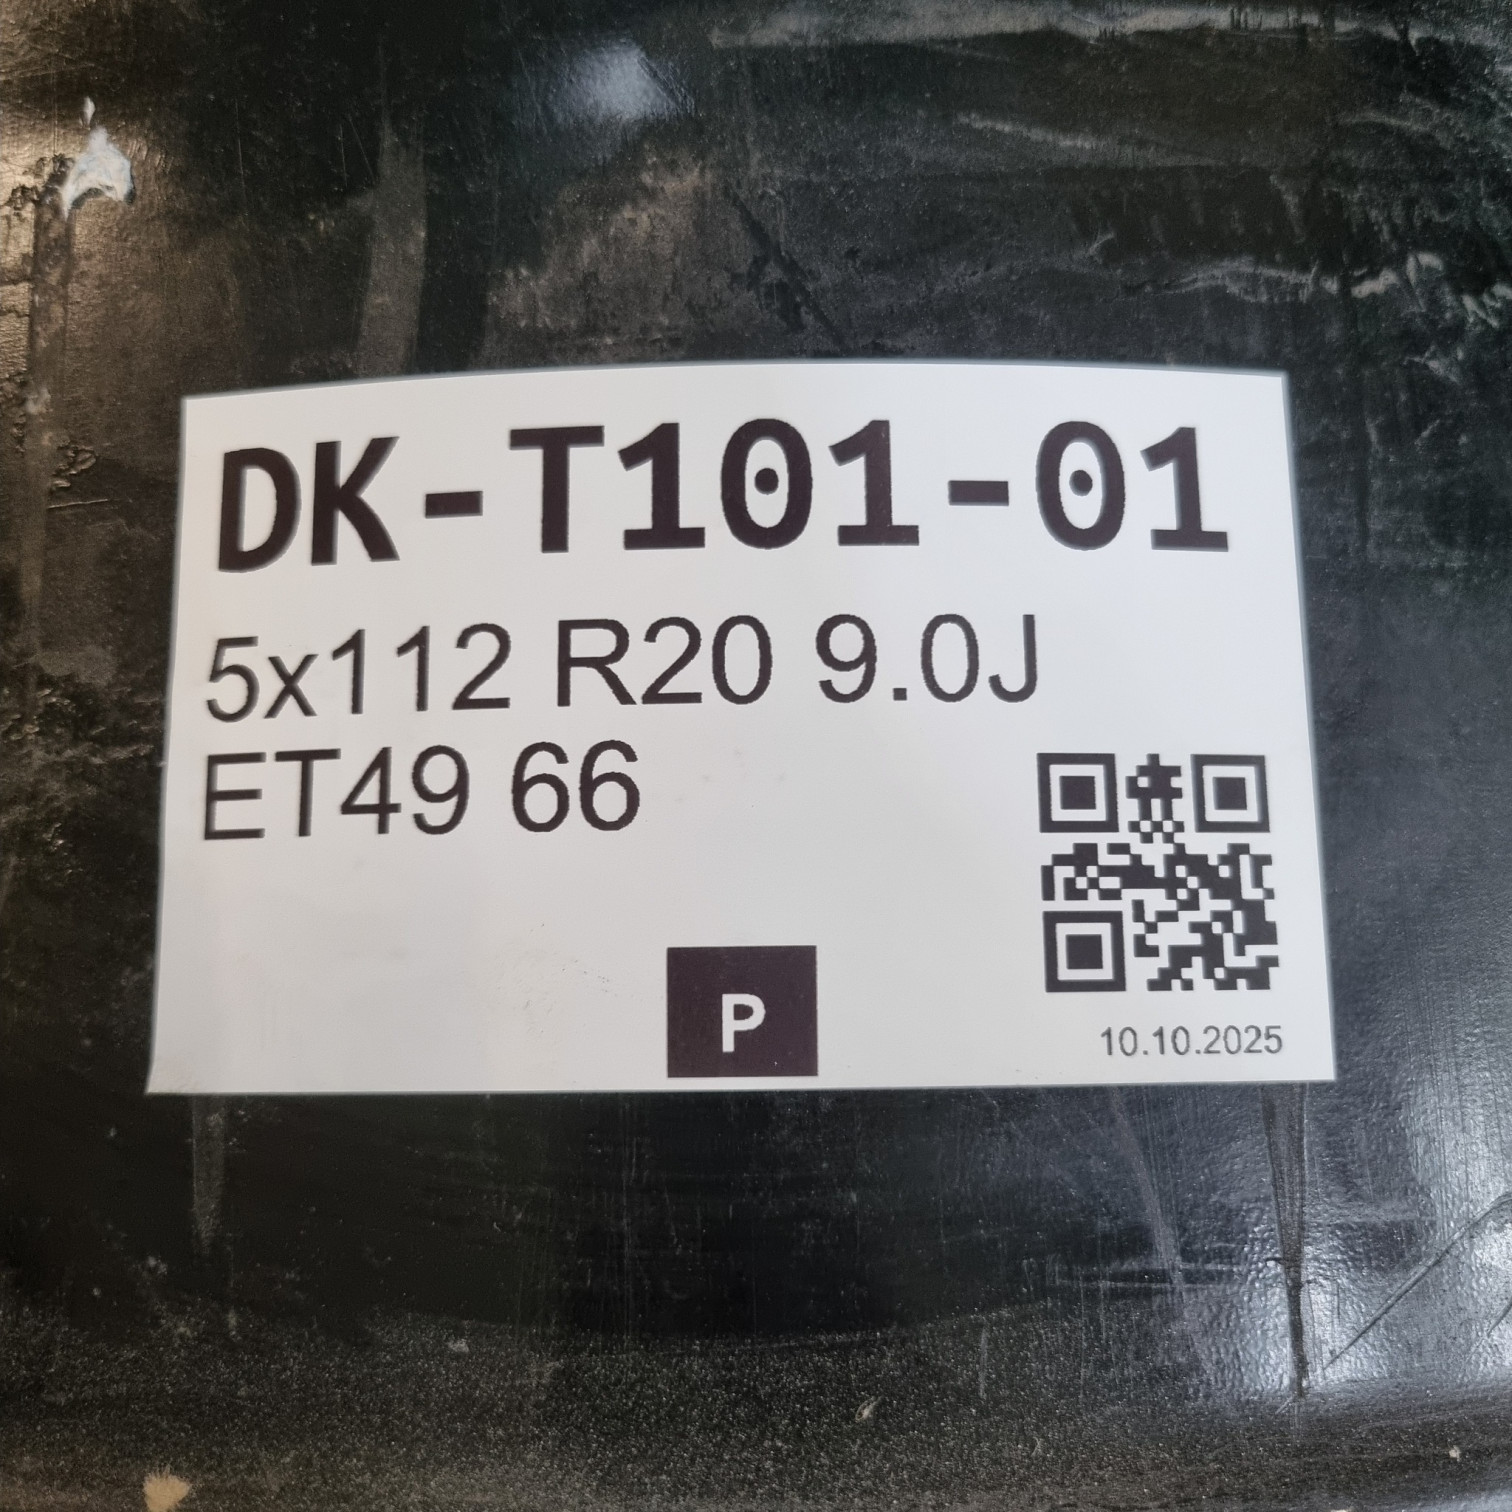 DK-T101-01
5x112 R20 9.0J
ET49 66
P
10.10.2025